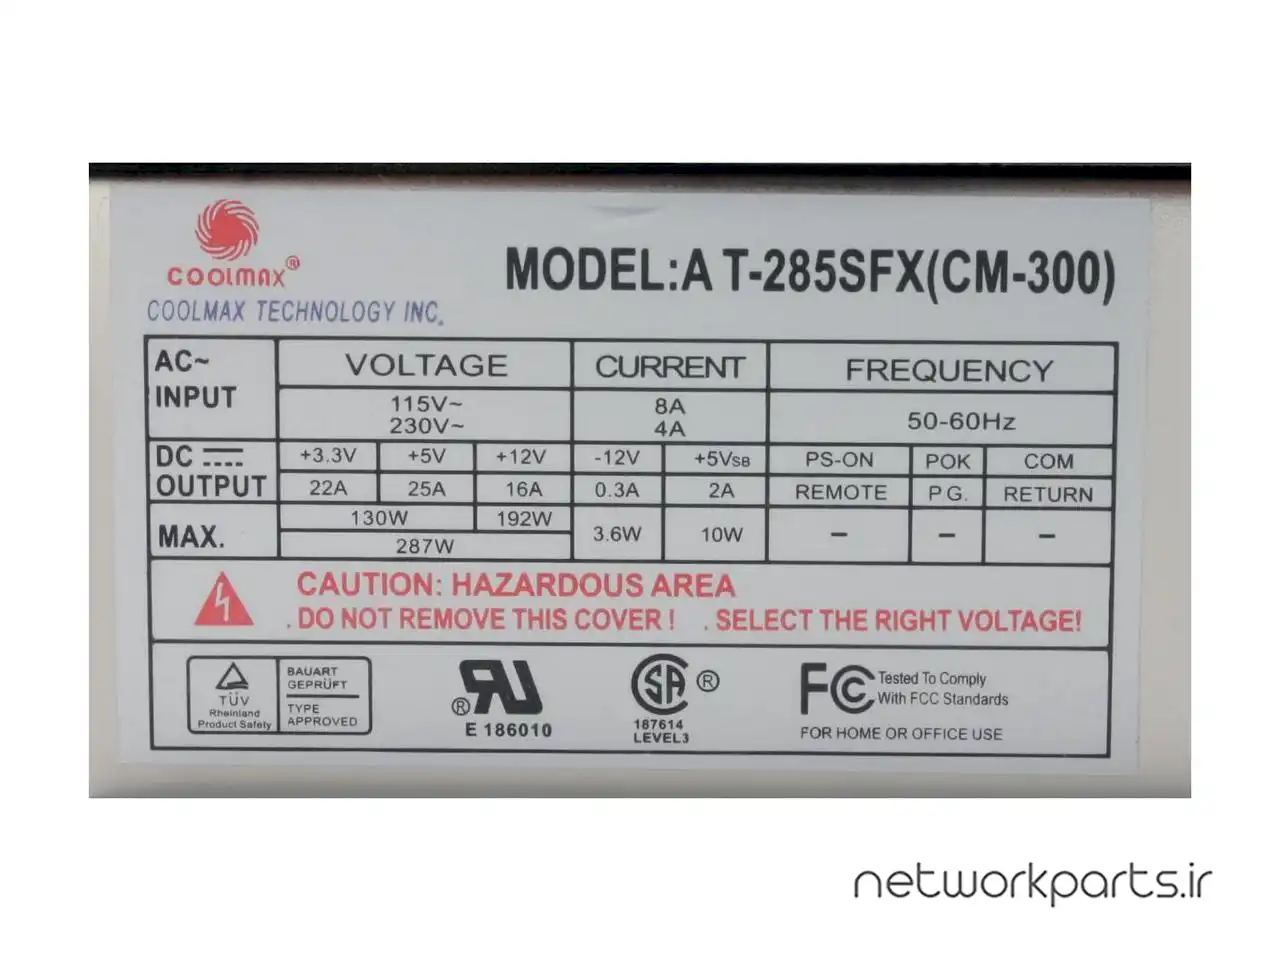 COOLMAX®
COOLMAX TECHNOLOGY INC.
MODEL:A T-285SFX(CM-300)
AC~ INPUT VOLTAGE CURRENT FREQUENCY
115V~ 8A 50-60Hz
230V~ 4A
DC OUTPUT +3.3V +5V +12V -12V +5VSB PS-ON POK COM
22A 25A 16A 0.3A 2A REMOTE P.G. RETURN
MAX. 130W 192W 3.6W 10W – – –
287W
CAUTION: HAZARDOUS AREA
. DO NOT REMOVE THIS COVER ! . SELECT THE RIGHT VOLTAGE!
TÜV
Rheinland
Product Safety
BAUART
GEPRÜFT
TYPE
APPROVED
® RU
E 186010
SA ®
187614
LEVEL3
FC Tested To Comply
With FCC Standards
FOR HOME OR OFFICE USE
networkparts.ir